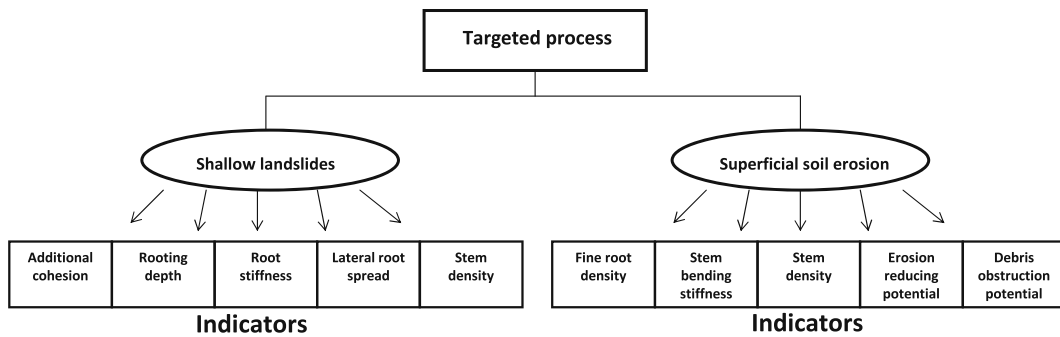 Targeted process
Shallow landslides
Superficial soil erosion
Additional
cohesion
Rooting
depth
Root
stiffness
Lateral root
spread
Stem
density
Fine root
density
Stem
bending
stiffness
Stem
density
Erosion
reducing
potential
Debris
obstruction
potential
Indicators
Indicators